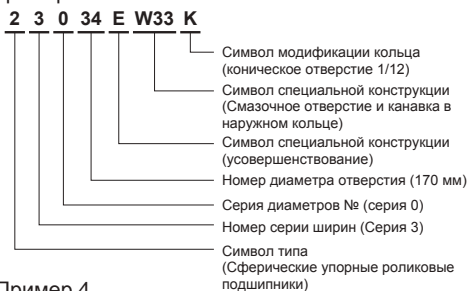 2 3 0 34 E W33 K
Символ модификации кольца
(коническое отверстие 1/12)
Символ специальной конструкции
(Смазочное отверстие и канавка в
наружном кольце)
Символ специальной конструкции
(усовершенствование)
Номер диаметра отверстия (170 мм)
Серия диаметров № (серия 0)
Номер серии ширин (Серия 3)
Символ типа
(Сферические упорные роликовые
подшипники)
Пример 4